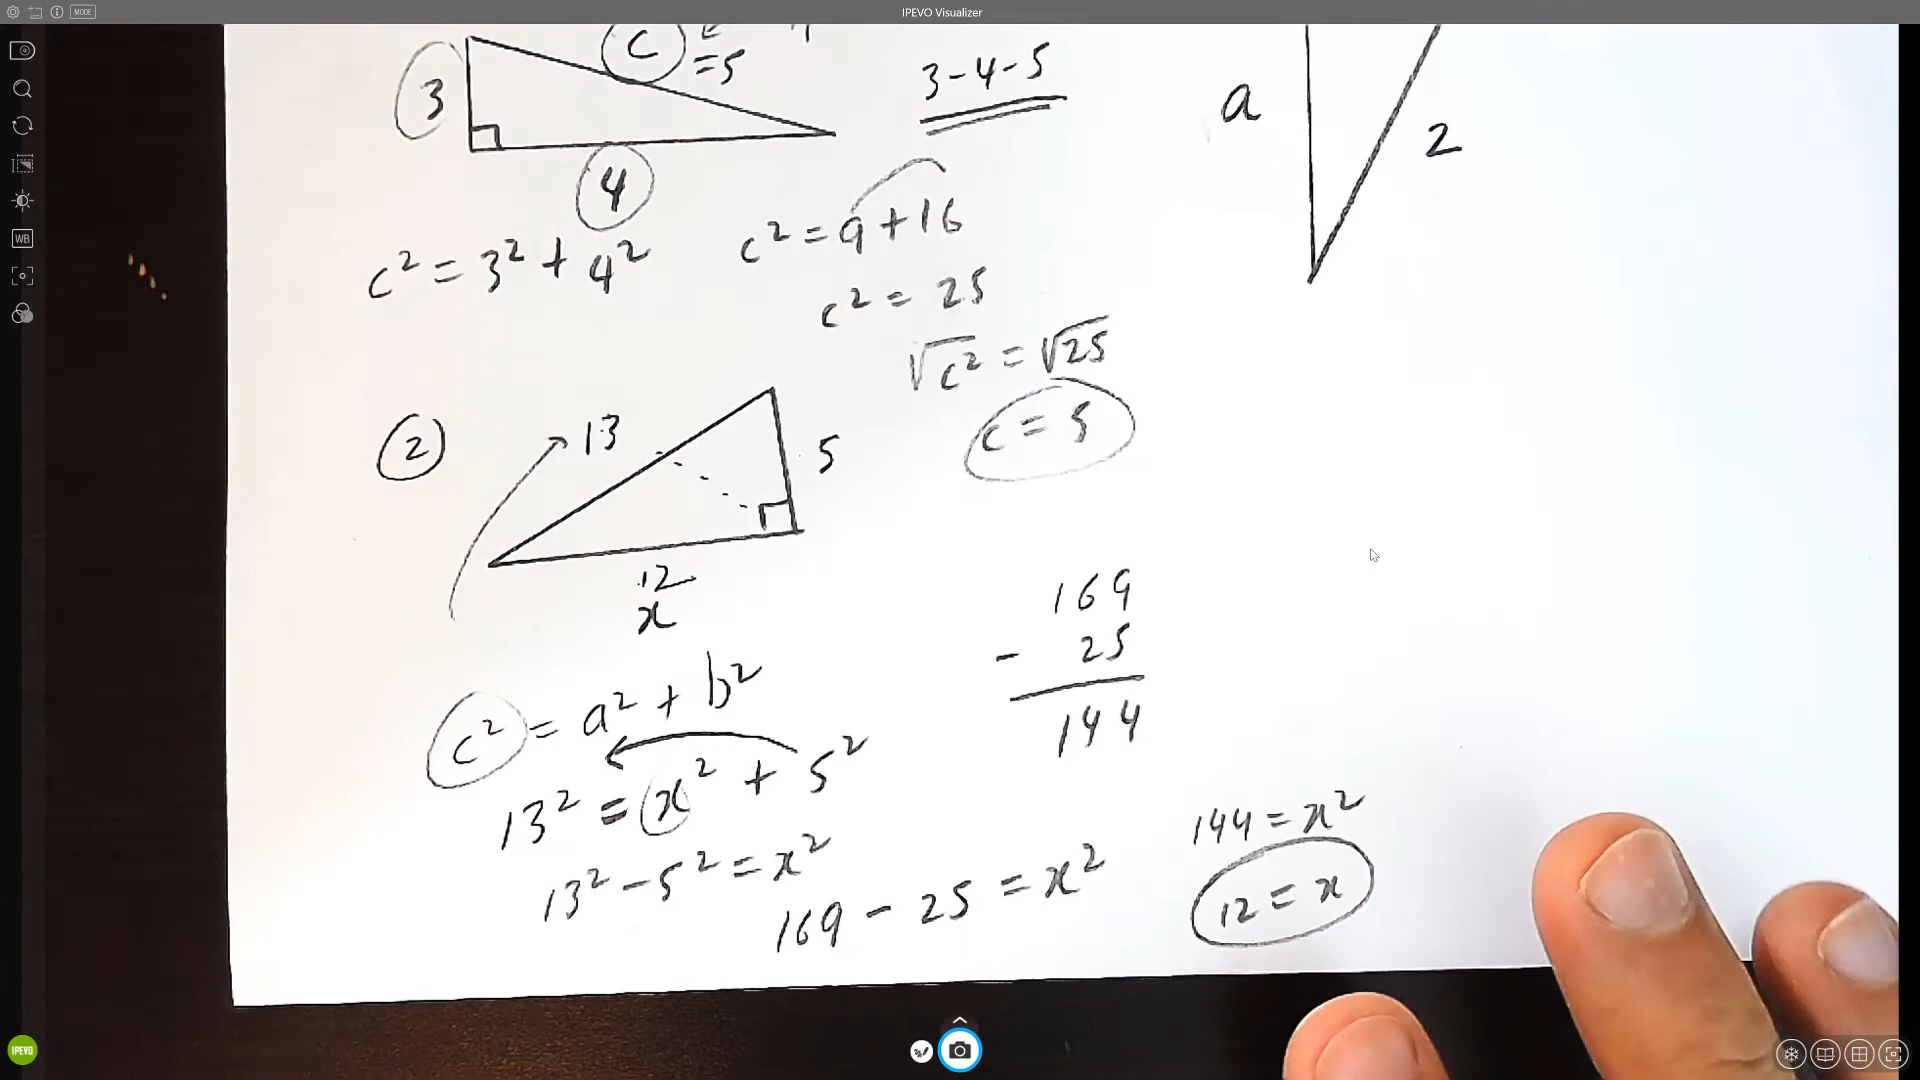 MODE
IPEVO Visualizer
C
=5
3
3-4-5
4
a
2
c² = 3² + 4²
c² = 9 + 16
c² = 25
√c² = √25
c = 5
2
13
5
12
x
c² = a² + b²
13² = x² + 5²
13² - 5² = x²
169 - 25 = x²
169
- 25
144
144 = x²
12 = x
WB
IPEVO